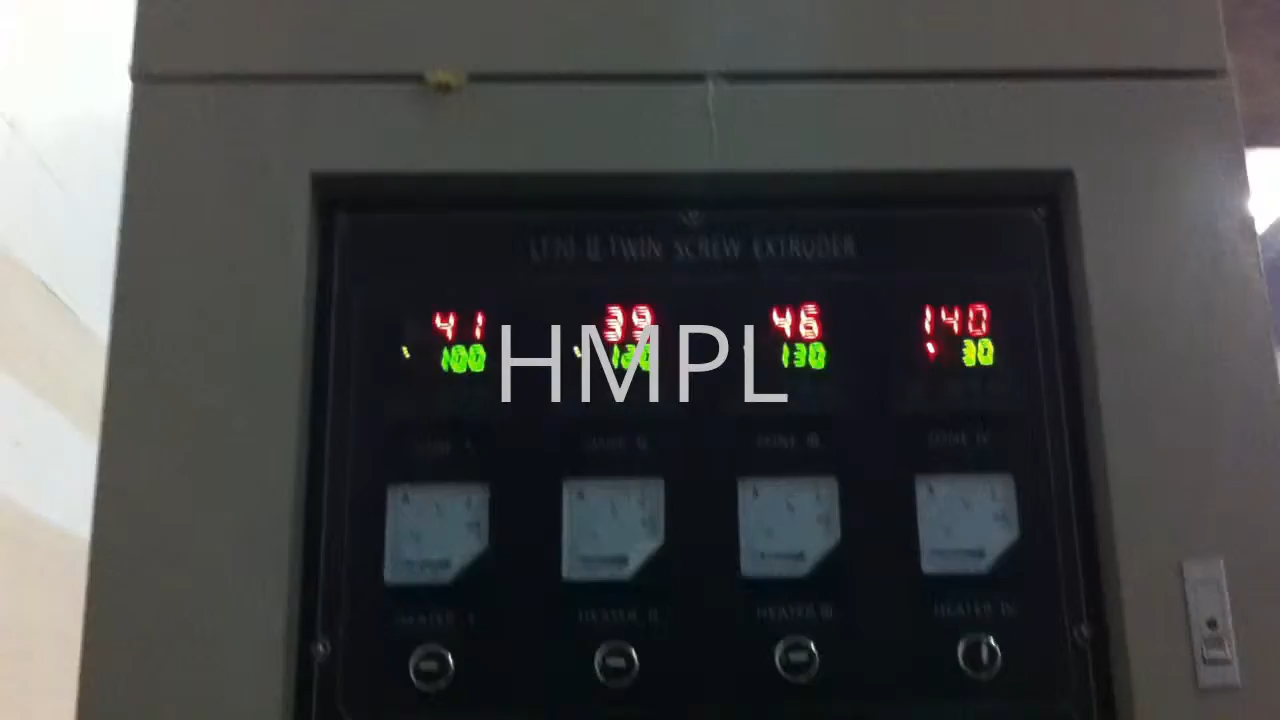 TWIN SCREW EXTRUDER
41 39 46 140
100 120 130 30
HMPL
ZONE II ZONE III ZONE IV
HEATER I HEATER II HEATER III HEATER IV